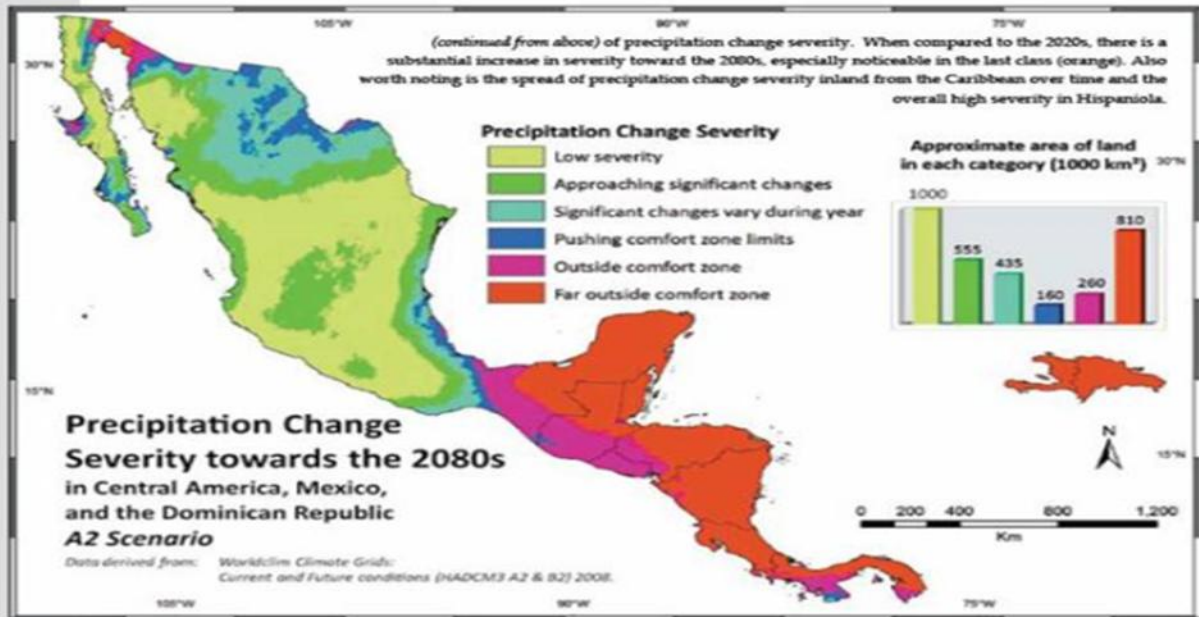 105°W 90°W 75°W
(continued from above) of precipitation change severity. When compared to the 2020s, there is a
substantial increase in severity toward the 2080s, especially noticeable in the last class (orange). Also
worth noting is the spread of precipitation change severity inland from the Caribbean over time and the
overall high severity in Hispaniola.
30°N
Precipitation Change Severity
Low severity
Approaching significant changes
Significant changes vary during year
Pushing comfort zone limits
Outside comfort zone
Far outside comfort zone
Approximate area of land
in each category (1000 km²)
30°N
1000
555
435
160
260
810
15°N
Precipitation Change
Severity towards the 2080s
in Central America, Mexico,
and the Dominican Republic
A2 Scenario
Data derived from: Worldclim Climate Grids:
Current and Future conditions (HADCM3 A2 & B2) 2008.
N
15°N
0 200 400 800 1,200
Km
105°W 90°W 75°W